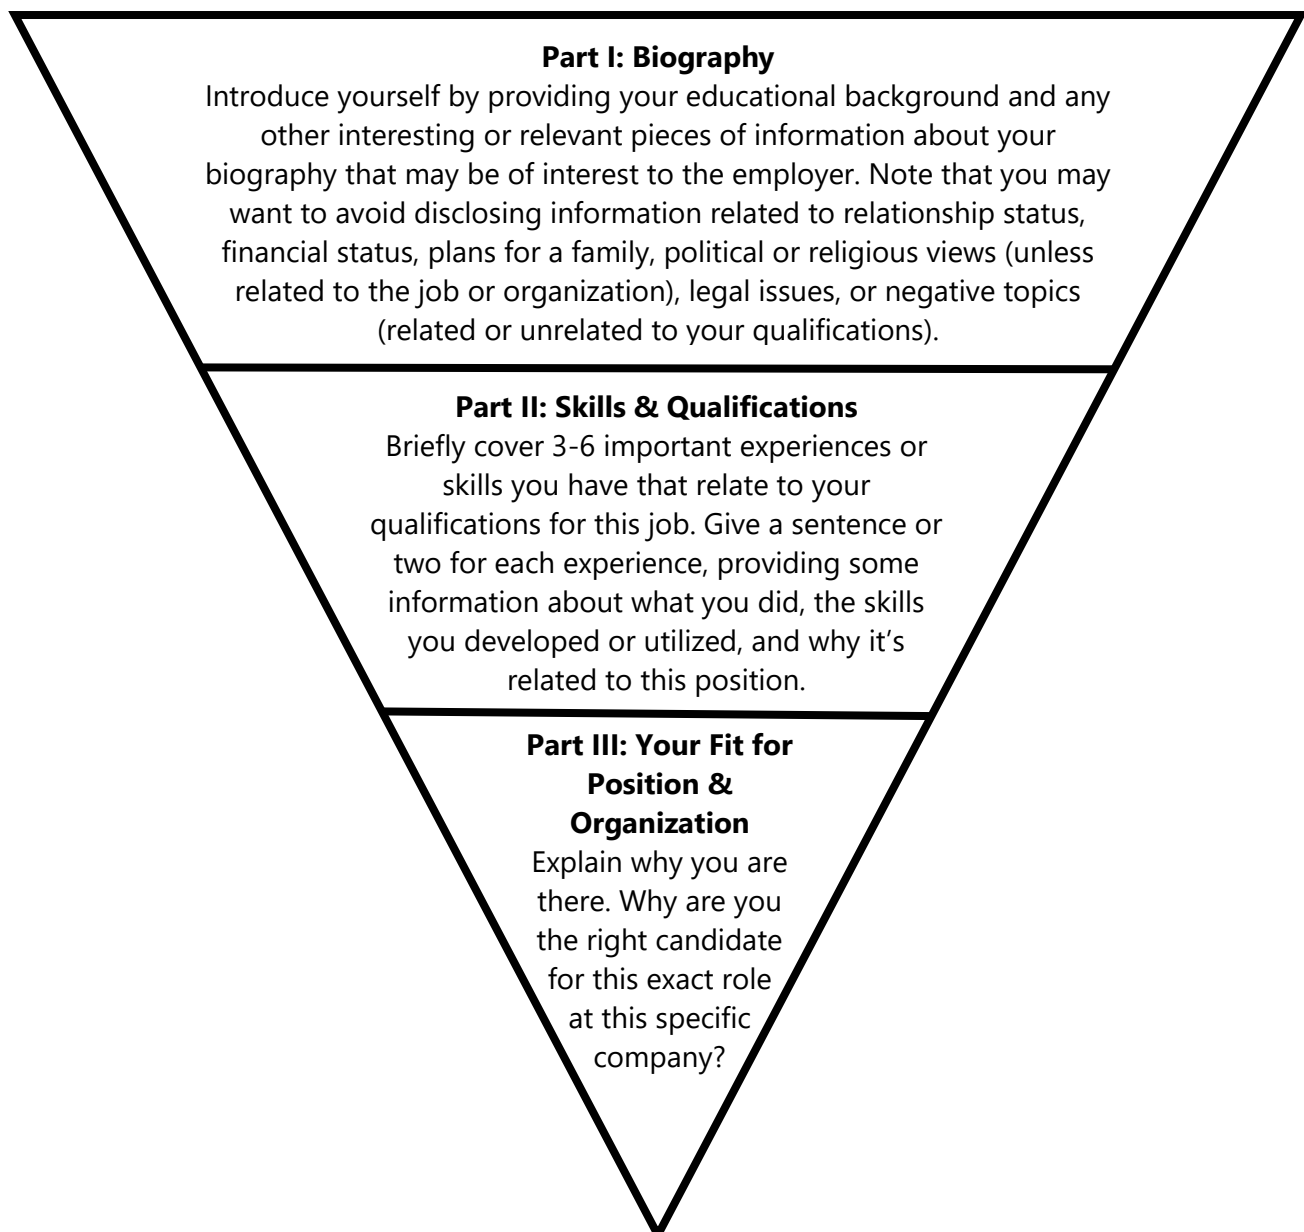 Part I: Biography
Introduce yourself by providing your educational background and any
other interesting or relevant pieces of information about your
biography that may be of interest to the employer. Note that you may
want to avoid disclosing information related to relationship status,
financial status, plans for a family, political or religious views (unless
related to the job or organization), legal issues, or negative topics
(related or unrelated to your qualifications).
Part II: Skills & Qualifications
Briefly cover 3-6 important experiences or
skills you have that relate to your
qualifications for this job. Give a sentence or
two for each experience, providing some
information about what you did, the skills
you developed or utilized, and why it’s
related to this position.
Part III: Your Fit for
Position &
Organization
Explain why you are
there. Why are you
the right candidate
for this exact role
at this specific
company?